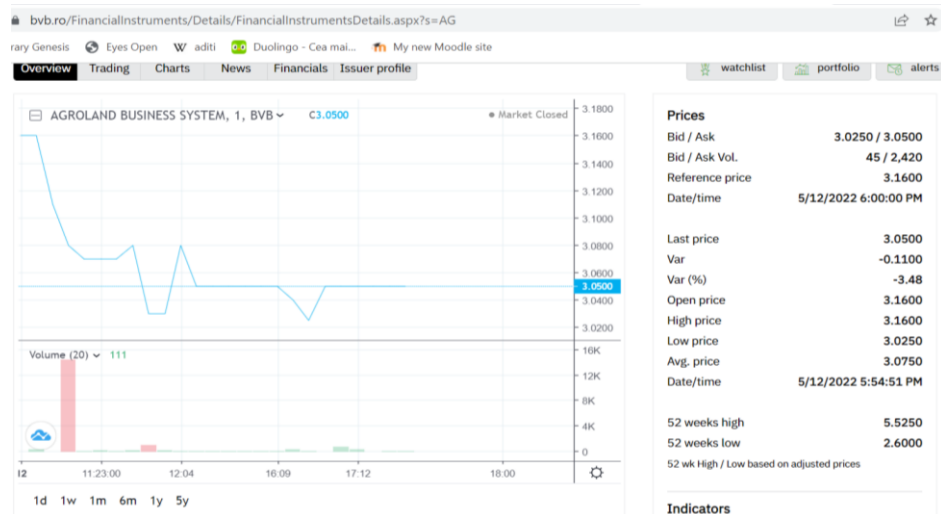 bvb.ro/FinancialInstruments/Details/FinancialInstrumentsDetails.aspx?s=AG
rary Genesis Eyes Open W aditi Duolingo - Cea mai... My new Moodle site
Overview Trading Charts News Financials Issuer profile watchlist portfolio alerts
AGROLAND BUSINESS SYSTEM, 1, BVB C3.0500 Market Closed
3.1800
3.1600
3.1400
3.1200
3.1000
3.0800
3.0600
3.0500
3.0400
3.0200
Volume (20) 111
16K
12K
8K
4K
0
12 11:23:00 12:04 16:09 17:12 18:00
1d 1w 1m 6m 1y 5y
Prices
Bid / Ask 3.0250 / 3.0500
Bid / Ask Vol. 45 / 2,420
Reference price 3.1600
Date/time 5/12/2022 6:00:00 PM
Last price 3.0500
Var -0.1100
Var (%) -3.48
Open price 3.1600
High price 3.1600
Low price 3.0250
Avg. price 3.0750
Date/time 5/12/2022 5:54:51 PM
52 weeks high 5.5250
52 weeks low 2.6000
52 wk High / Low based on adjusted prices
Indicators